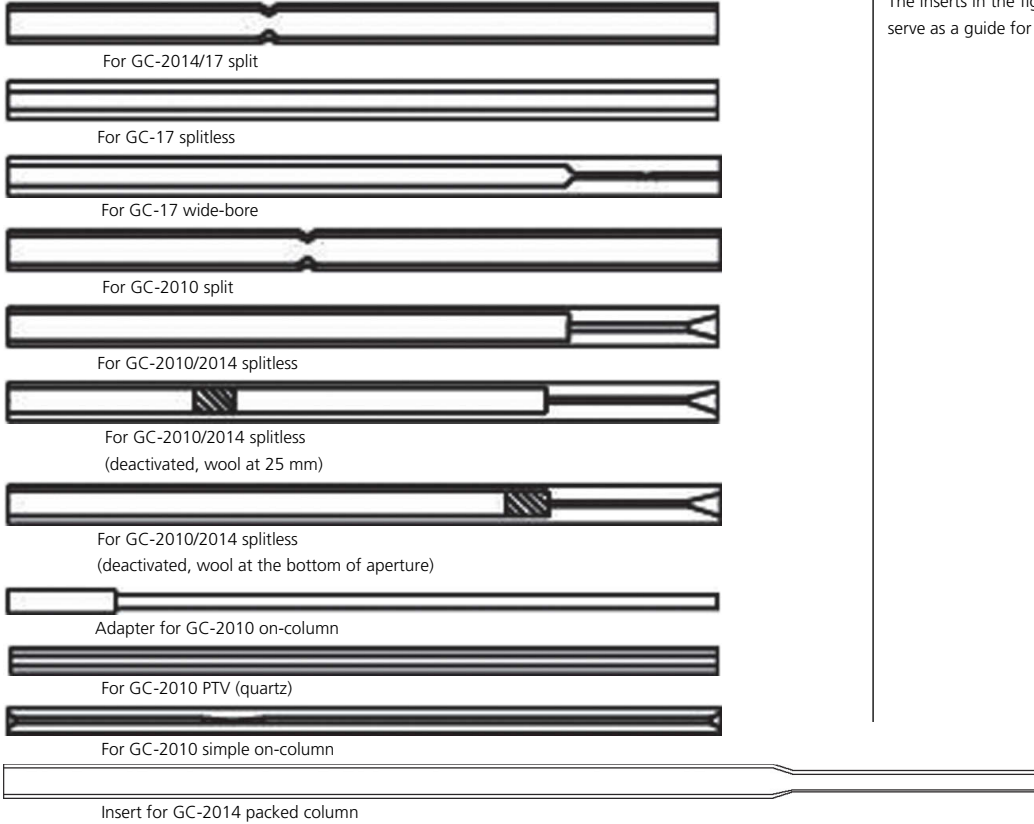 The inserts in the
serve as a guide for
For GC-2014/17 split
For GC-17 splitless
For GC-17 wide-bore
For GC-2010 split
For GC-2010/2014 splitless
For GC-2010/2014 splitless
(deactivated, wool at 25 mm)
For GC-2010/2014 splitless
(deactivated, wool at the bottom of aperture)
Adapter for GC-2010 on-column
For GC-2010 PTV (quartz)
For GC-2010 simple on-column
Insert for GC-2014 packed column